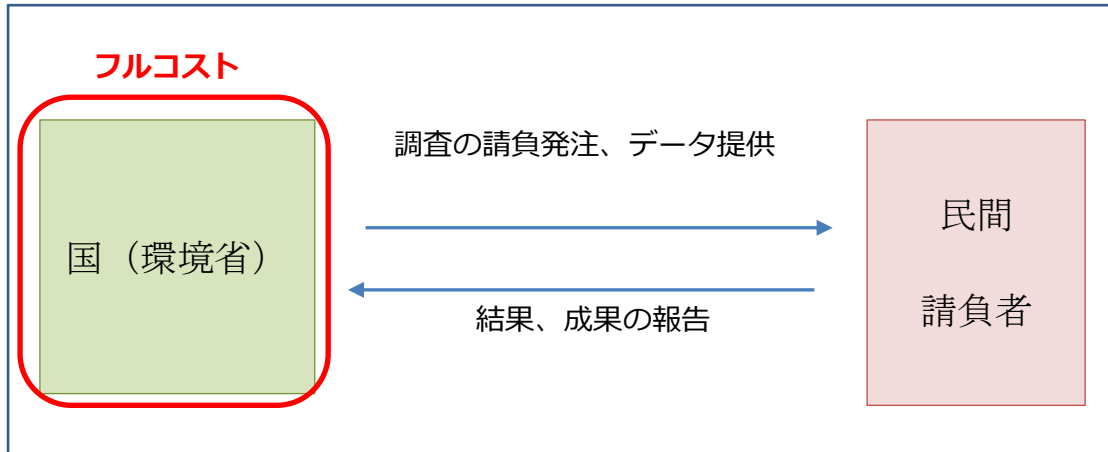 フルコスト
国（環境省）
調査の請負発注、データ提供
結果、成果の報告
民間
請負者